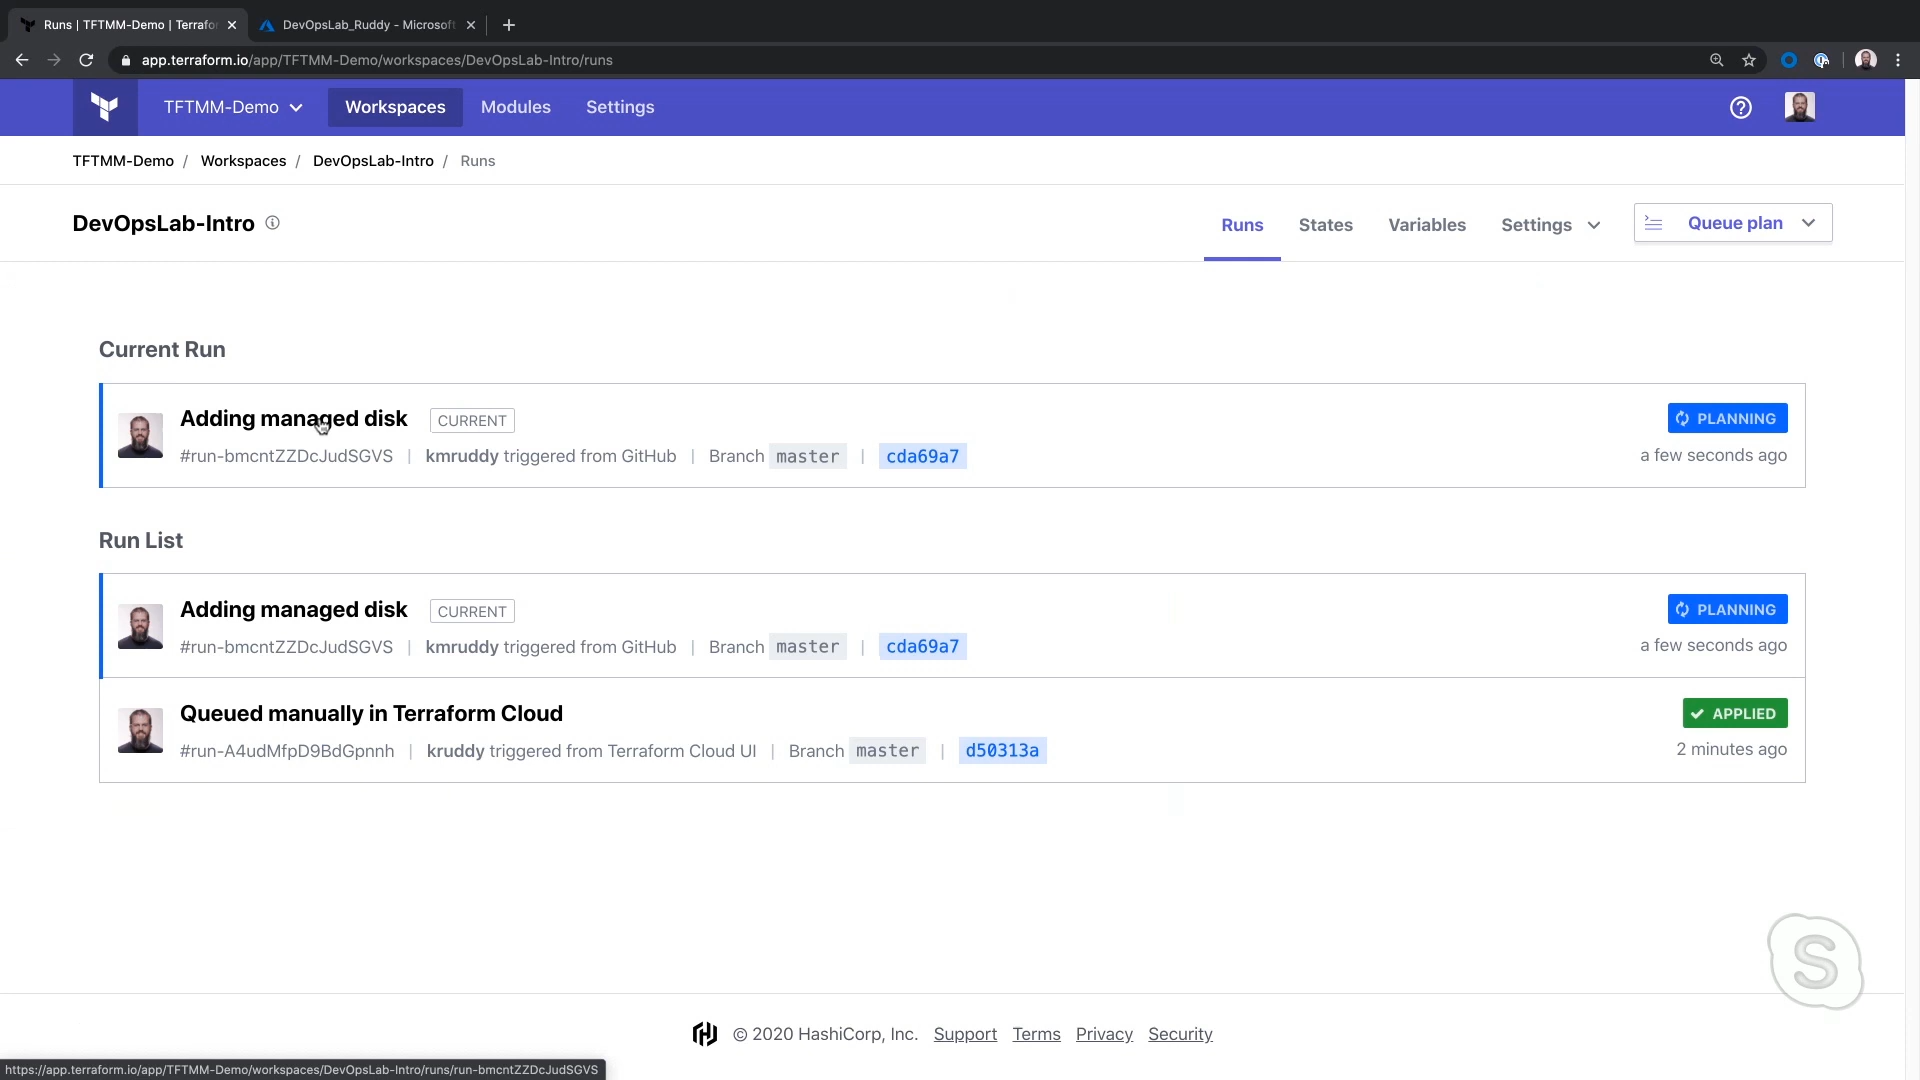 Runs | TFTMM-Demo | Terrafor
DevOpsLab_Ruddy - Microsoft
app.terraform.io/app/TFTMM-Demo/workspaces/DevOpsLab-Intro/runs
TFTMM-Demo Workspaces Modules Settings
TFTMM-Demo / Workspaces / DevOpsLab-Intro / Runs
DevOpsLab-Intro
Runs States Variables Settings Queue plan
Current Run
Adding managed disk CURRENT PLANNING
#run-bmcntZZDcJudSGVS | kmruddy triggered from GitHub | Branch master | cda69a7 a few seconds ago
Run List
Adding managed disk CURRENT PLANNING
#run-bmcntZZDcJudSGVS | kmruddy triggered from GitHub | Branch master | cda69a7 a few seconds ago
Queued manually in Terraform Cloud APPLIED
#run-A4udMfpD9BdGpnnh | kruddy triggered from Terraform Cloud UI | Branch master | d50313a 2 minutes ago
© 2020 HashiCorp, Inc. Support Terms Privacy Security
https://app.terraform.io/app/TFTMM-Demo/workspaces/DevOpsLab-Intro/runs/run-bmcntZZDcJudSGVS